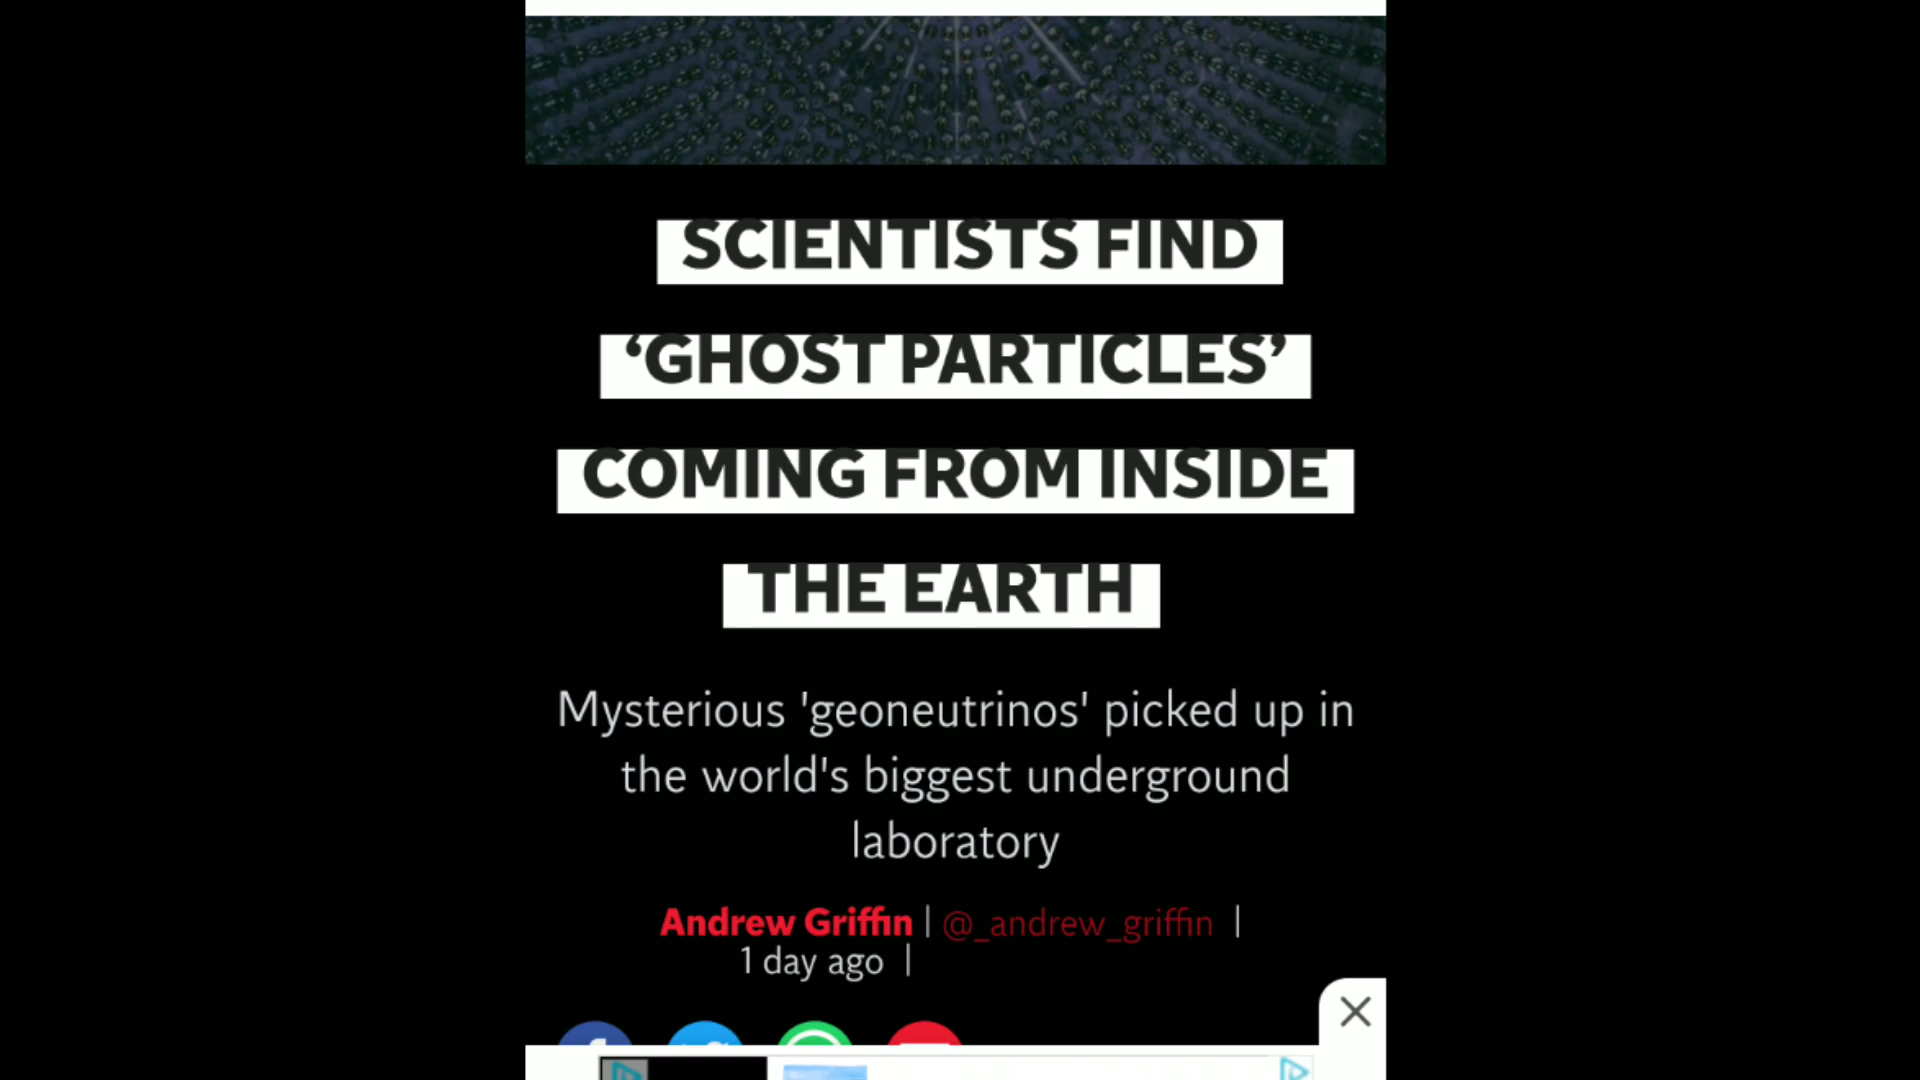 SCIENTISTS FIND
‘GHOST PARTICLES’
COMING FROM INSIDE
THE EARTH
Mysterious 'geoneutrinos' picked up in
the world's biggest underground
laboratory
Andrew Griffin | @_andrew_griffin |
1 day ago |